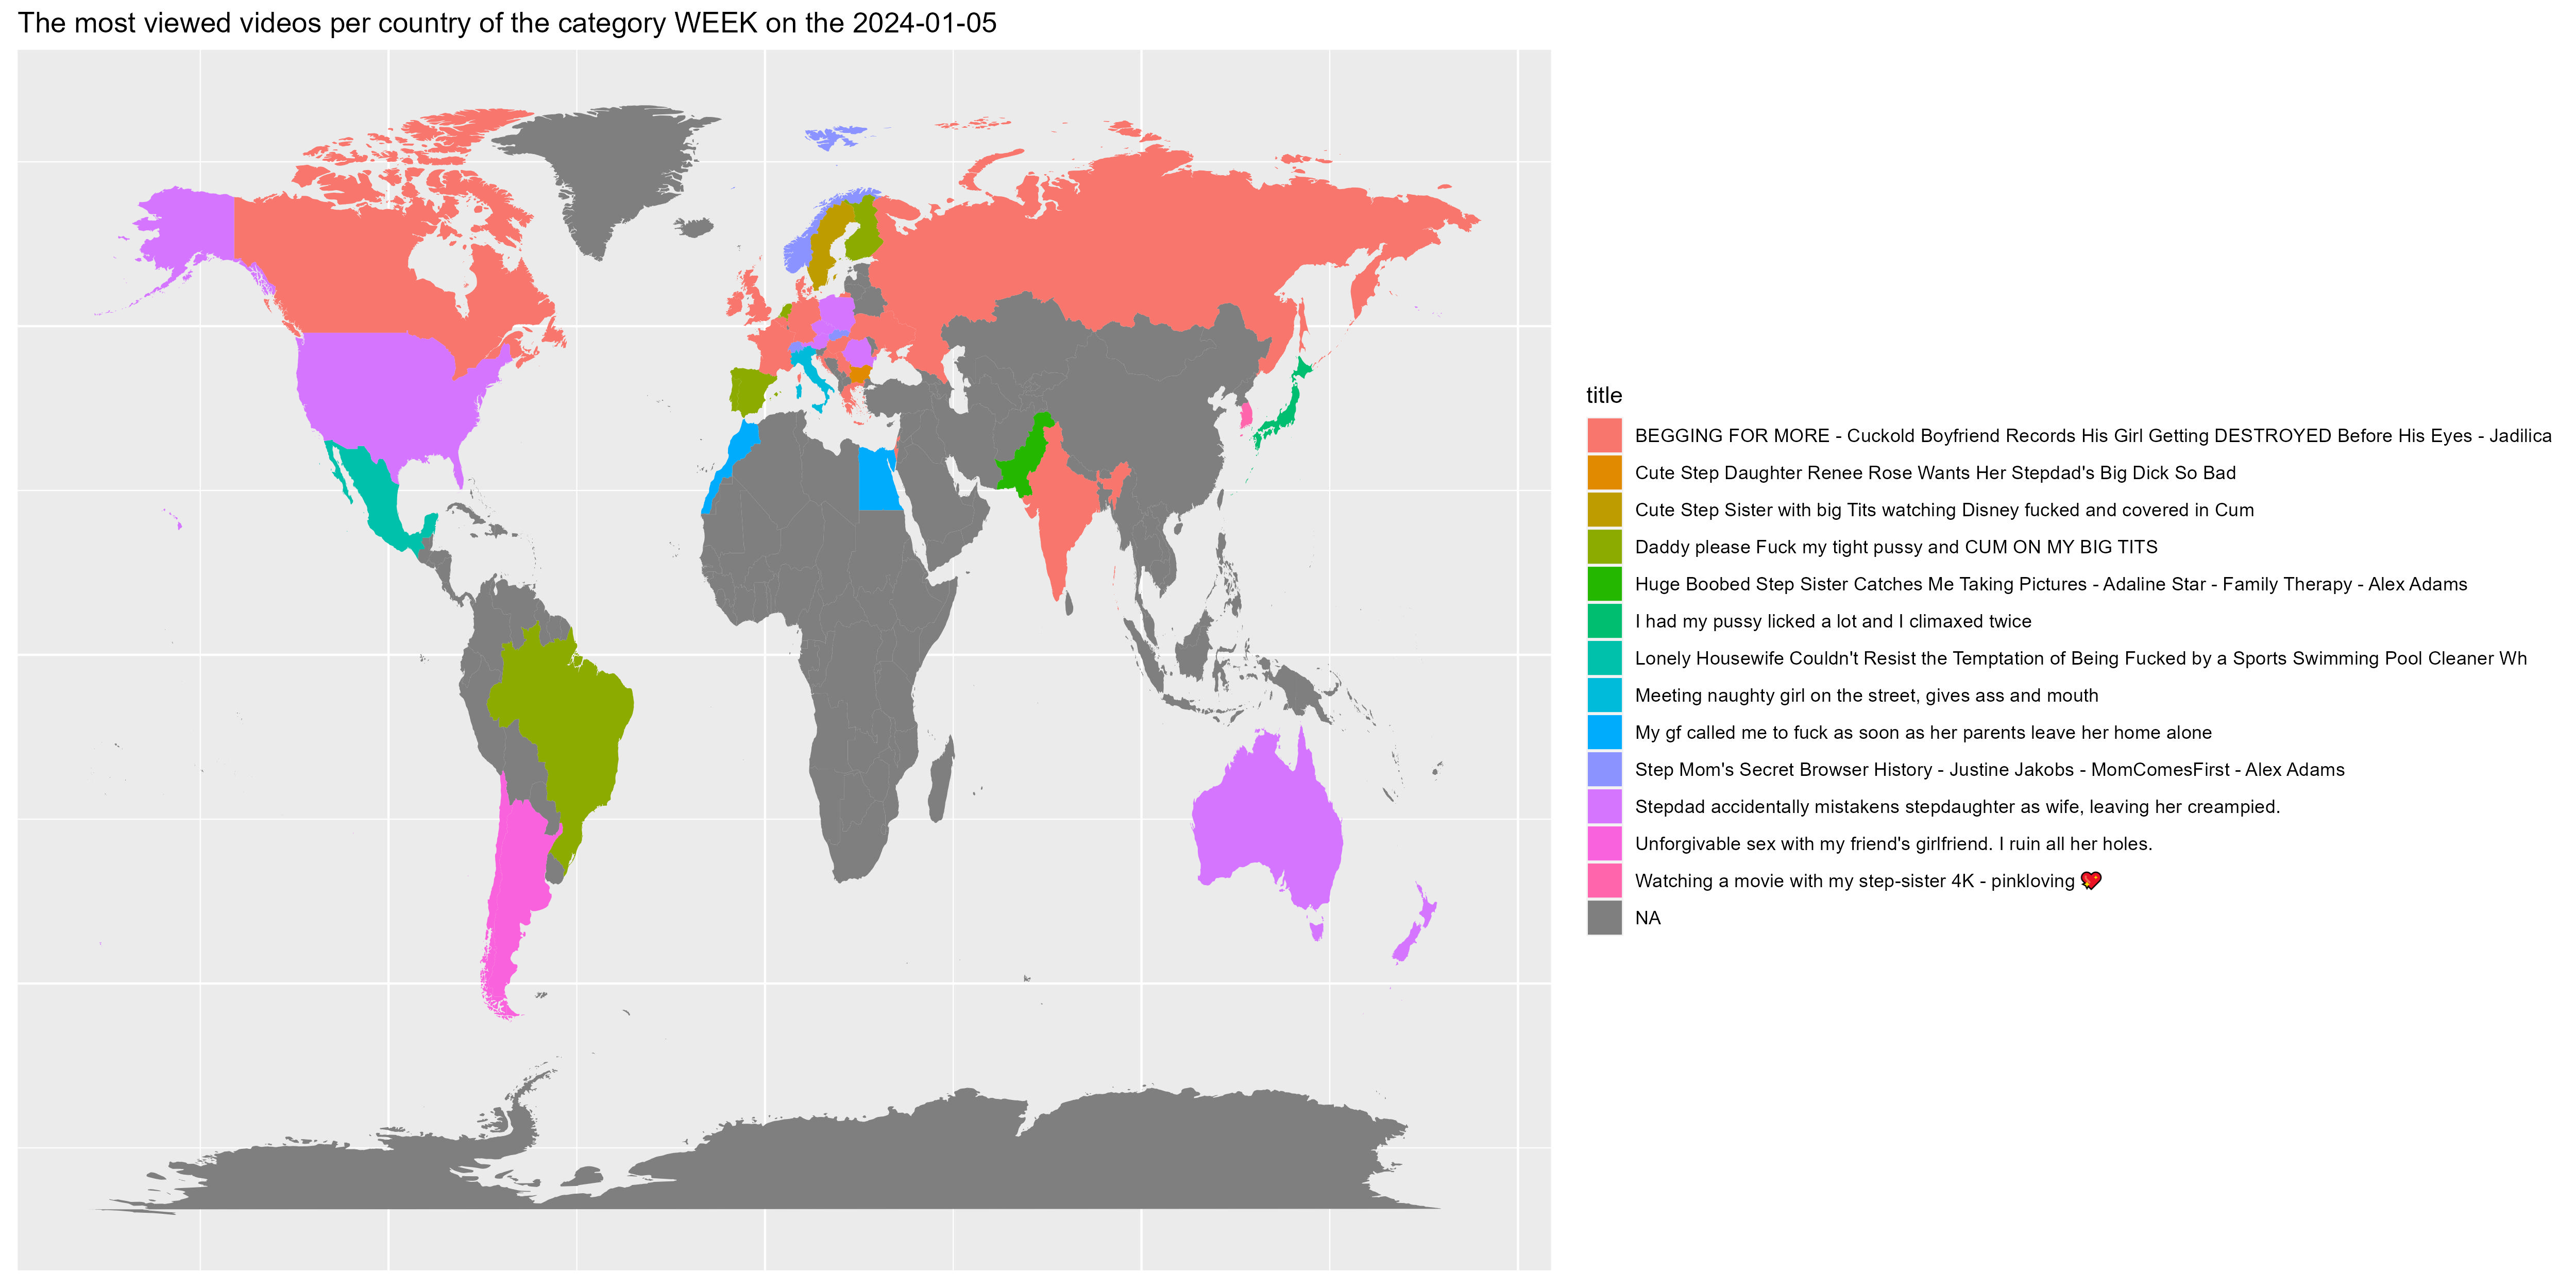 The most viewed videos per country of the category WEEK on the 2024-01-05
title
BEGGING FOR MORE - Cuckold Boyfriend Records His Girl Getting DESTROYED Before His Eyes - Jadilica
Cute Step Daughter Renee Rose Wants Her Stepdad's Big Dick So Bad
Cute Step Sister with big Tits watching Disney fucked and covered in Cum
Daddy please Fuck my tight pussy and CUM ON MY BIG TITS
Huge Boobed Step Sister Catches Me Taking Pictures - Adaline Star - Family Therapy - Alex Adams
I had my pussy licked a lot and I climaxed twice
Lonely Housewife Couldn't Resist the Temptation of Being Fucked by a Sports Swimming Pool Cleaner Wh
Meeting naughty girl on the street, gives ass and mouth
My gf called me to fuck as soon as her parents leave her home alone
Step Mom's Secret Browser History - Justine Jakobs - MomComesFirst - Alex Adams
Stepdad accidentally mistakens stepdaughter as wife, leaving her creampied.
Unforgivable sex with my friend's girlfriend. I ruin all her holes.
Watching a movie with my step-sister 4K - pinkloving 💘
NA